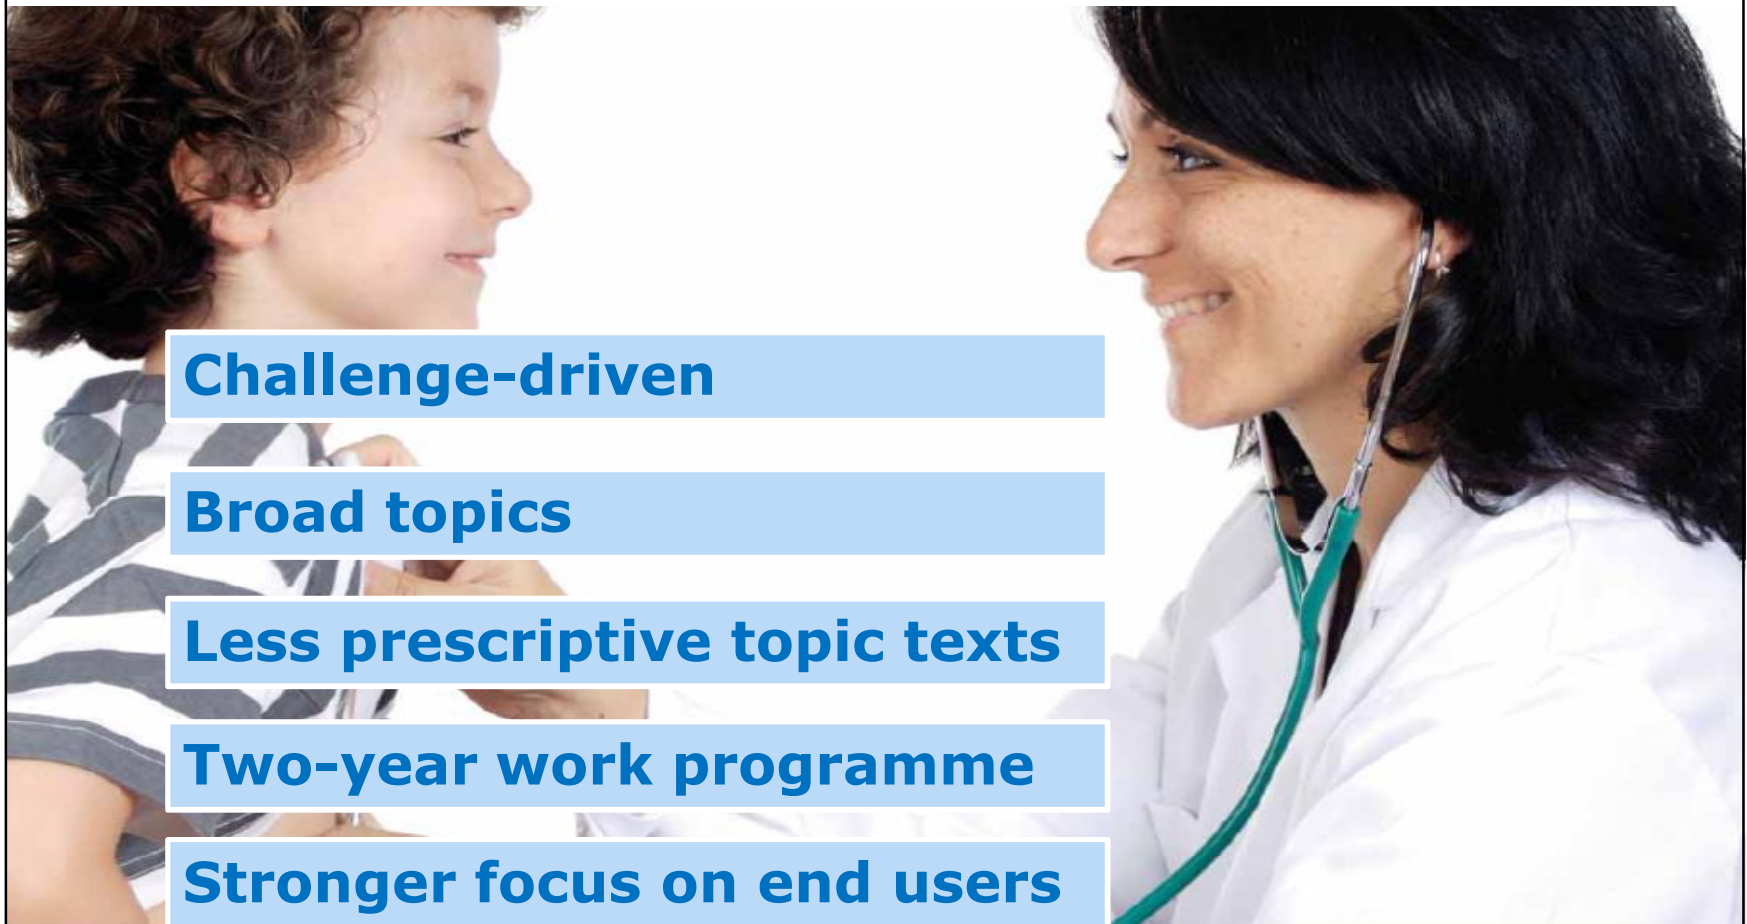 Challenge-driven
Broad topics
Less prescriptive topic texts
Two-year work programme
Stronger focus on end users